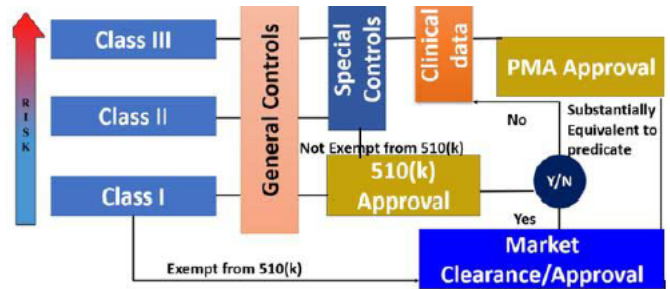 RISK
Class III
Class II
Class I
General Controls
Special
Controls
Clinical
data
PMA Approval
Not Exempt from 510(k)
510(k)
Approval
No
Substantially
Equivalent to
predicate
Y/N
Yes
Market
Clearance/Approval
Exempt from 510(k)